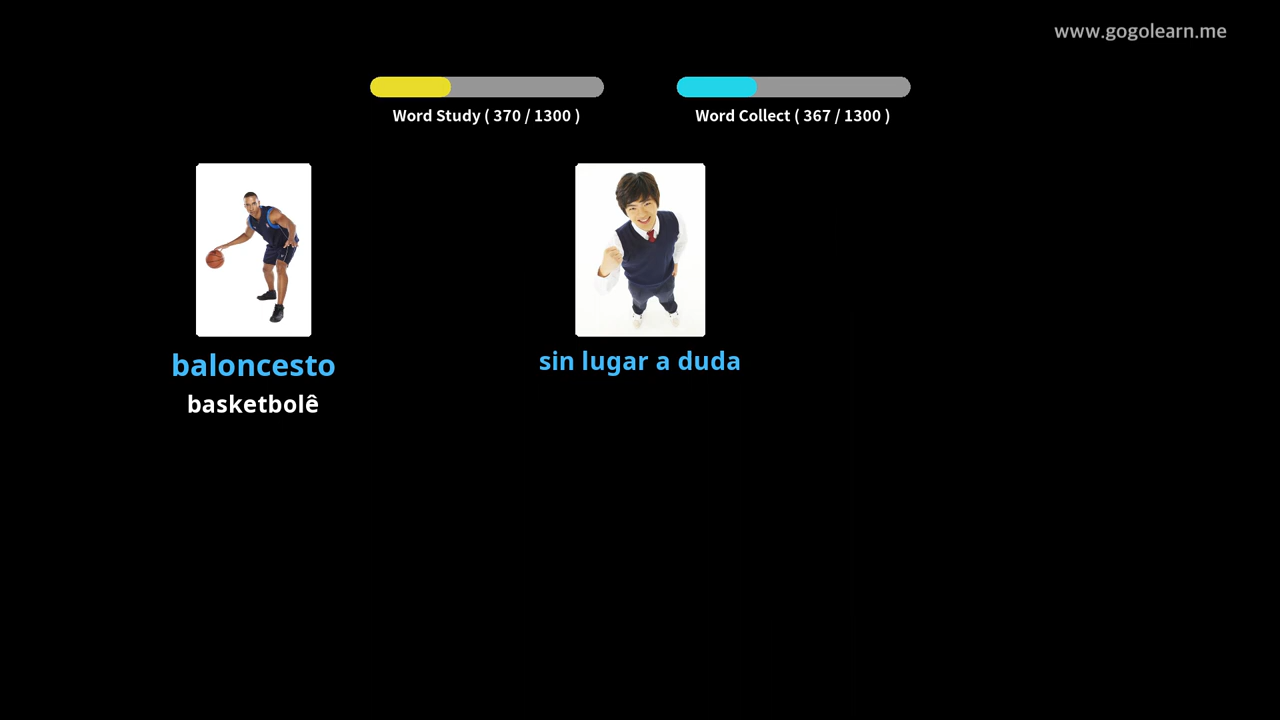 www.gogolearn.me
Word Study ( 370 / 1300 )
Word Collect ( 367 / 1300 )
baloncesto
basketbolê
sin lugar a duda